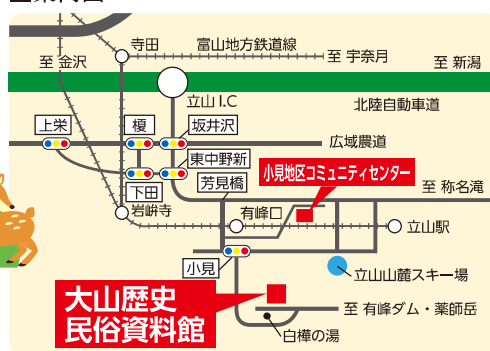 寺田
富山地方鉄道線
至 宇奈月
至 金沢
至 新潟
立山I.C
北陸自動車道
上栄
榎
坂井沢
広域農道
東中野新
小見地区コミュニティセンター
下田
芳見橋
至 称名滝
岩峅寺
有峰口
立山駅
小見
立山山麓スキー場
大山歴史
民俗資料館
至 有峰ダム・薬師岳
白樺の湯